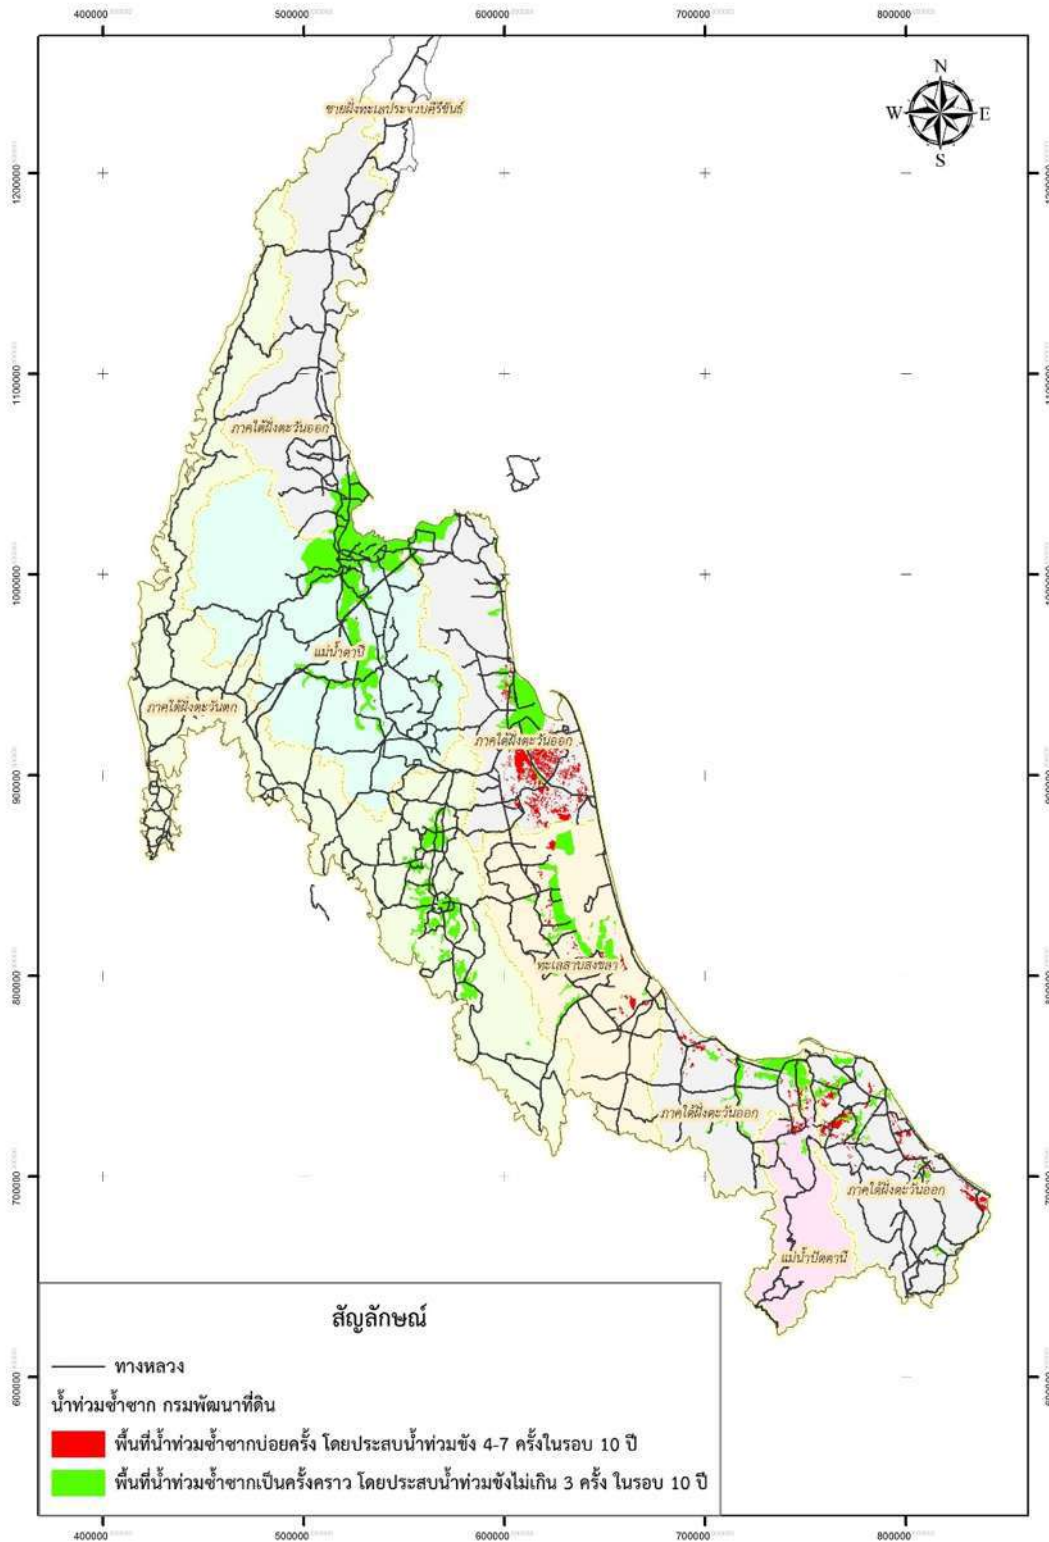 400000 500000 600000 700000 800000
N
W E
S
ชายฝั่งทะเลประจวบคีรีขันธ์
1200000 1200000
1100000 1100000
ภาคใต้ฝั่งตะวันออก
1000000 1000000
แม่น้ำตาปี
ภาคใต้ฝั่งตะวันตก
ภาคใต้ฝั่งตะวันออก
900000 900000
ทะเลสาบสงขลา
800000 800000
ภาคใต้ฝั่งตะวันออก
700000 700000
ภาคใต้ฝั่งตะวันออก
แม่น้ำปัตตานี
สัญลักษณ์
ทางหลวง
600000 600000
น้ำท่วมซ้ำซาก กรมพัฒนาที่ดิน
พื้นที่น้ำท่วมซ้ำซากบ่อยครั้ง โดยประสบน้ำท่วมขัง 4-7 ครั้งในรอบ 10 ปี
พื้นที่น้ำท่วมซ้ำซากเป็นครั้งคราว โดยประสบน้ำท่วมขังไม่เกิน 3 ครั้ง ในรอบ 10 ปี
400000 500000 600000 700000 800000